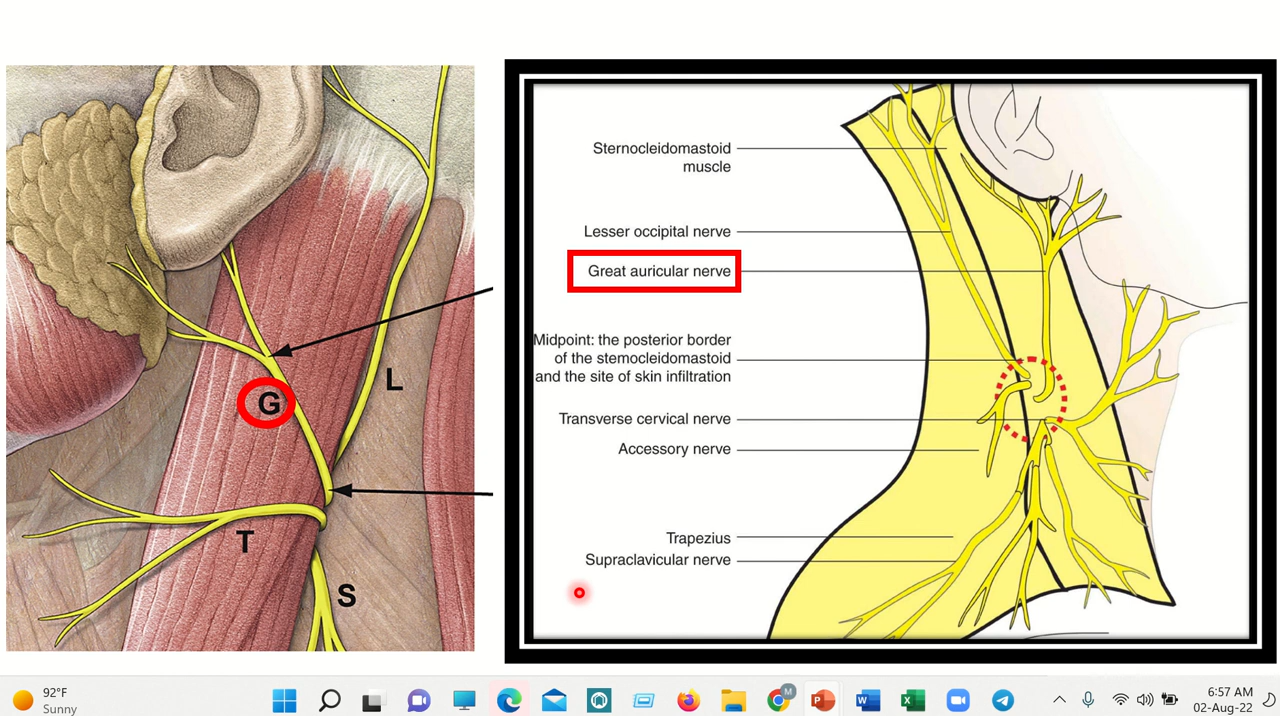 G
L
T
S
Sternocleidomastoid
muscle
Lesser occipital nerve
Great auricular nerve
Midpoint: the posterior border
of the stemocleidomastoid
and the site of skin infiltration
Transverse cervical nerve
Accessory nerve
Trapezius
Supraclavicular nerve
92°F
Sunny
M
6:57 AM
02-Aug-22